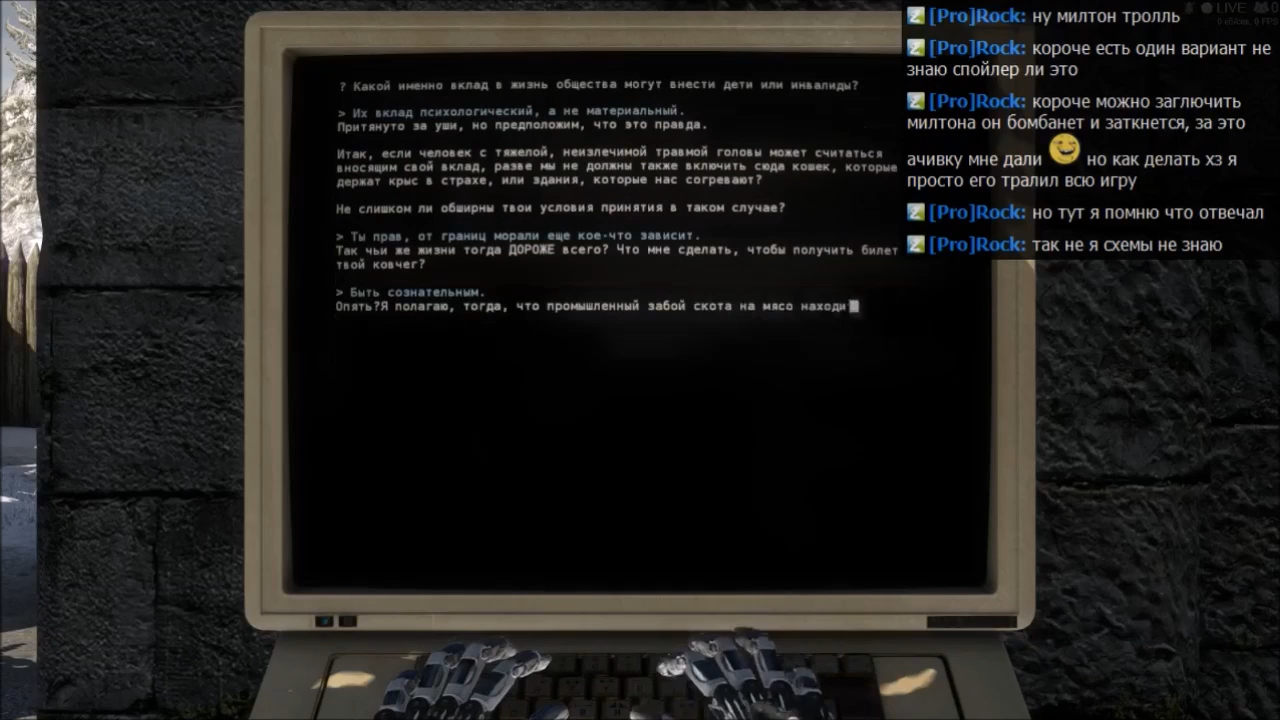 ? Какой именно вклад в жизнь общества могут внести дети или инвалиды?
> Их вклад психологический, а не материальный.
Притянуто за уши, но предположим, что это правда.
Итак, если человек с тяжелой, неизлечимой травмой головы может считаться
вносящим свой вклад, разве мы не должны также включить сюда кошек, которые
держат крыс в страхе, или здания, которые нас согревают?
Не слишком ли обширны твои условия принятия в таком случае?
> Ты прав, от границ морали еще кое-что зависит.
Так чьи же жизни тогда ДОРОЖЕ всего? Что мне сделать, чтобы получить билет
твой ковчег?
> Быть сознательным.
Опять?Я полагаю, тогда, что промышленный забой скота на мясо находи
[Pro]Rock: ну милтон тролль
[Pro]Rock: короче есть один вариант не
знаю спойлер ли это
[Pro]Rock: короче можно заглючить
милтона он бомбанет и заткнется, за это
ачивку мне дали но как делать хз я
просто его тралил всю игру
[Pro]Rock: но тут я помню что отвечал
[Pro]Rock: так не я схемы не знаю
LIVE